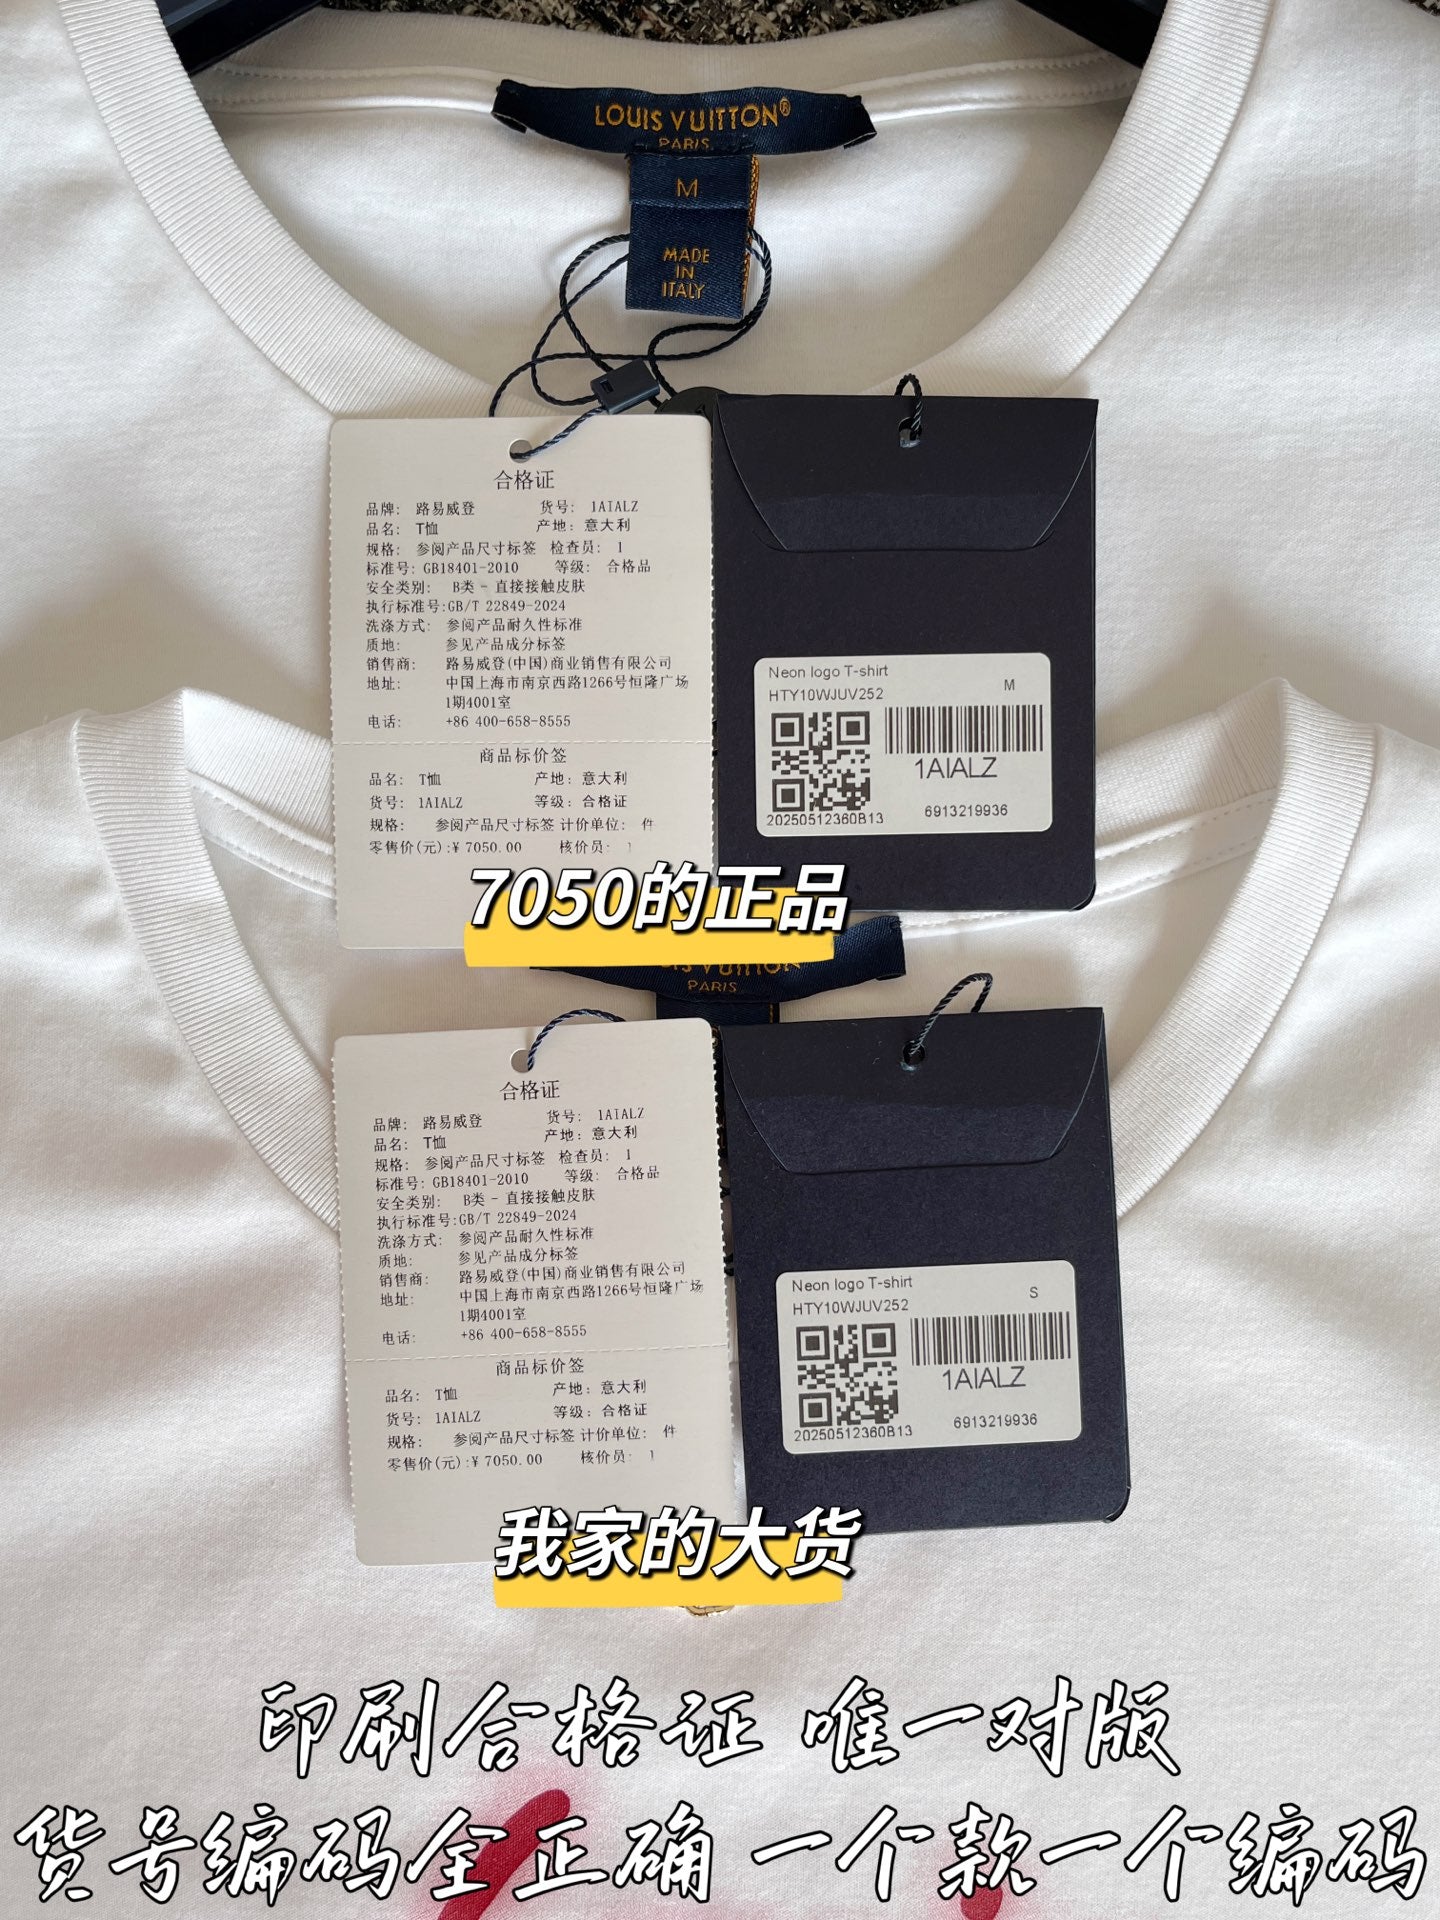 LOUIS VUITTON®
PARIS
M
MADE
IN
ITALY
合格证
品牌: 路易威登 货号: 1AIALZ
品名: T恤 产地: 意大利
规格: 参阅产品尺寸标签 检查员: 1
标准号: GB18401-2010 等级: 合格品
安全类别: B类 - 直接接触皮肤
执行标准号:GB/T 22849-2024
洗涤方式: 参阅产品耐久性标准
质地: 参见产品成分标签
销售商: 路易威登(中国)商业销售有限公司
地址: 中国上海市南京西路1266号恒隆广场
1期4001室
电话: +86 400-658-8555
商品标价签
品名: T恤 产地: 意大利
货号: 1AIALZ 等级: 合格证
规格: 参阅产品尺寸标签 计价单位: 件
零售价(元):¥ 7050.00 核价员: 1
Neon logo T-shirt
HTY10WJUV252 M
1AIALZ
20250512360B13 6913219936
7050的正品
VUITTON
PARIS
合格证
品牌: 路易威登 货号: 1AIALZ
品名: T恤 产地: 意大利
规格: 参阅产品尺寸标签 检查员: 1
标准号: GB18401-2010 等级: 合格品
安全类别: B类 - 直接接触皮肤
执行标准号:GB/T 22849-2024
洗涤方式: 参阅产品耐久性标准
质地: 参见产品成分标签
销售商: 路易威登(中国)商业销售有限公司
地址: 中国上海市南京西路1266号恒隆广场
1期4001室
电话: +86 400-658-8555
商品标价签
品名: T恤 产地: 意大利
货号: 1AIALZ 等级: 合格证
规格: 参阅产品尺寸标签 计价单位: 件
零售价(元):¥ 7050.00 核价员: 1
Neon logo T-shirt
HTY10WJUV252 S
1AIALZ
20250512360B13 6913219936
我家的大货
印刷合格证 唯一对版
货号编码全正确 一个款一个编码